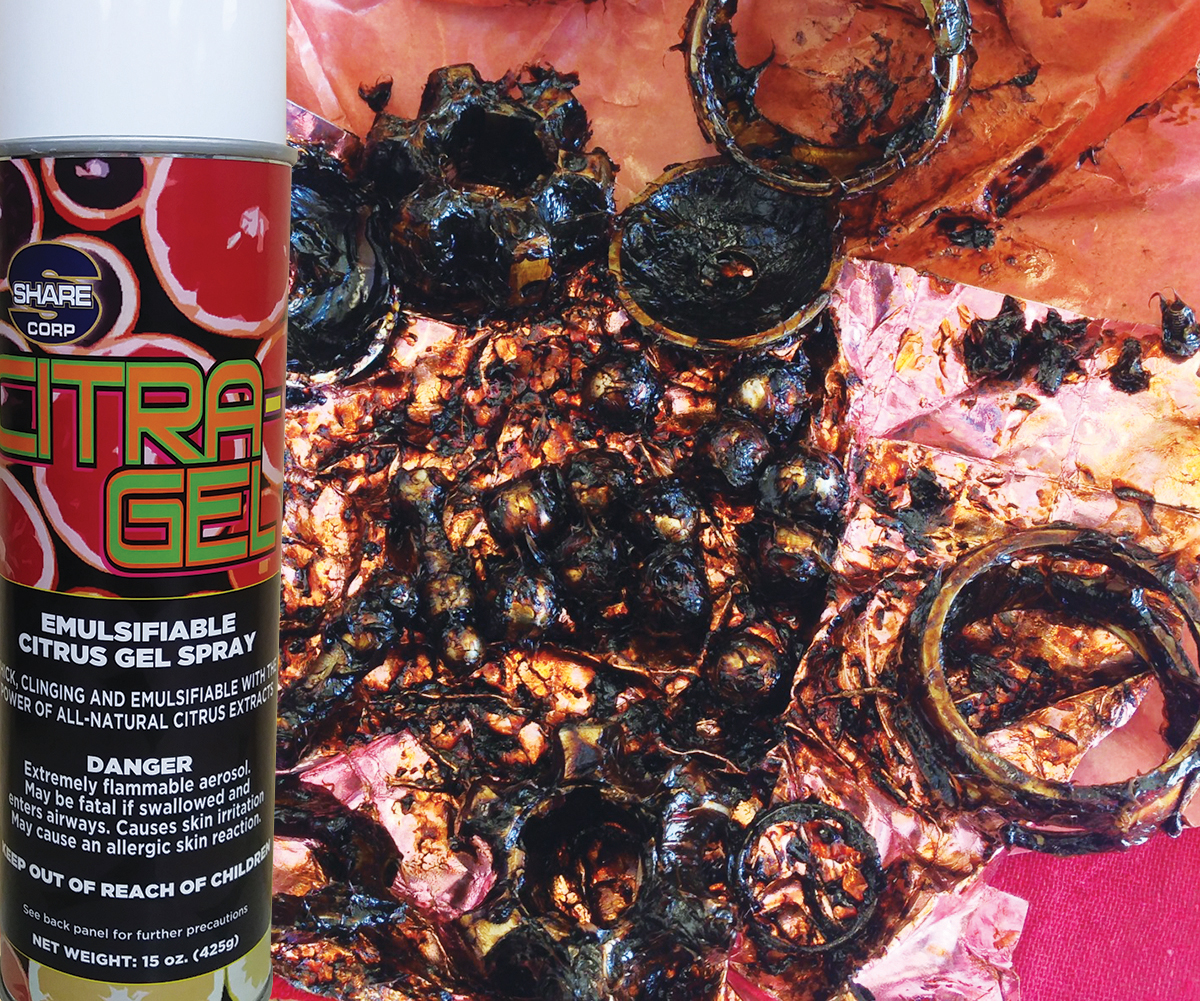 SHARE
CORP
CITRA-
GEL
EMULSIFIABLE
CITRUS GEL SPRAY
CLINGING AND EMULSIFIABLE WITH THE
POWER OF ALL-NATURAL CITRUS EXTRACTS
DANGER
Extremely flammable aerosol.
May be fatal if swallowed and
enters airways. Causes skin irritation
May cause an allergic skin reaction.
KEEP OUT OF REACH OF CHILDREN
See back panel for further precautions
NET WEIGHT: 15 oz. (425g)